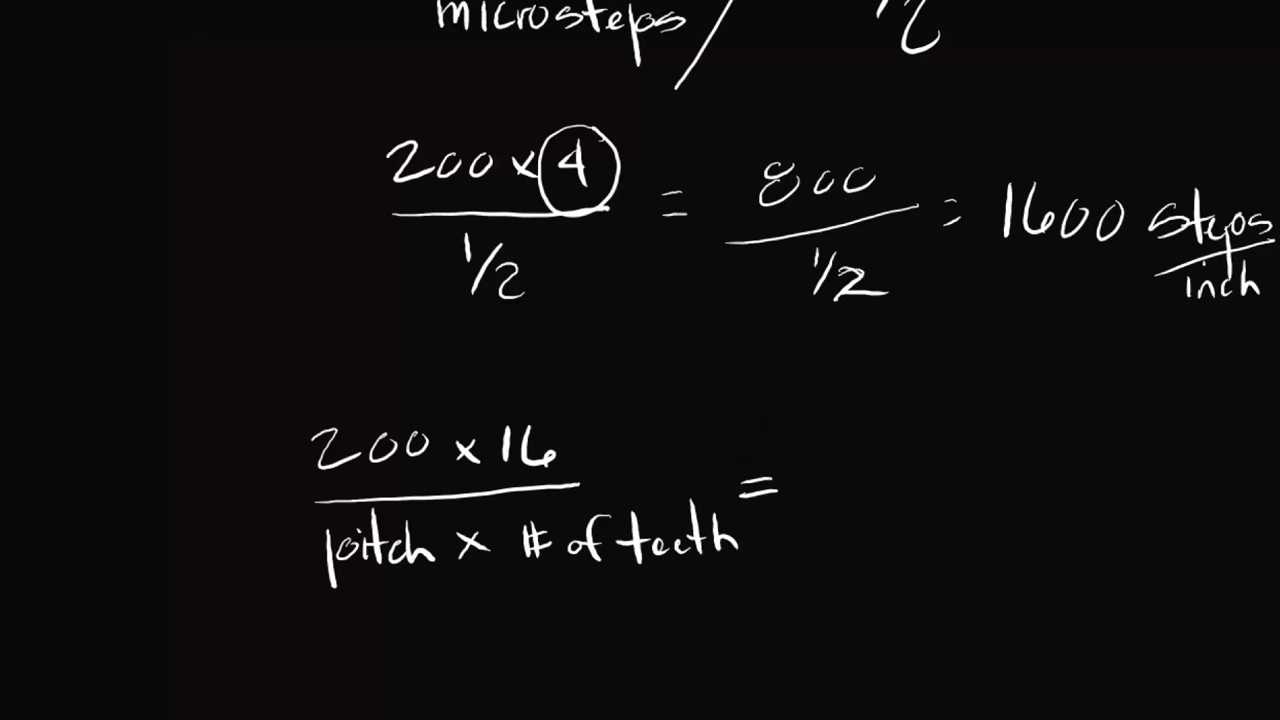 microsteps / 1/2
200 x 4 / 1/2 = 800 / 1/2 = 1600 steps/inch
200 x 16 / pitch x # of teeth =